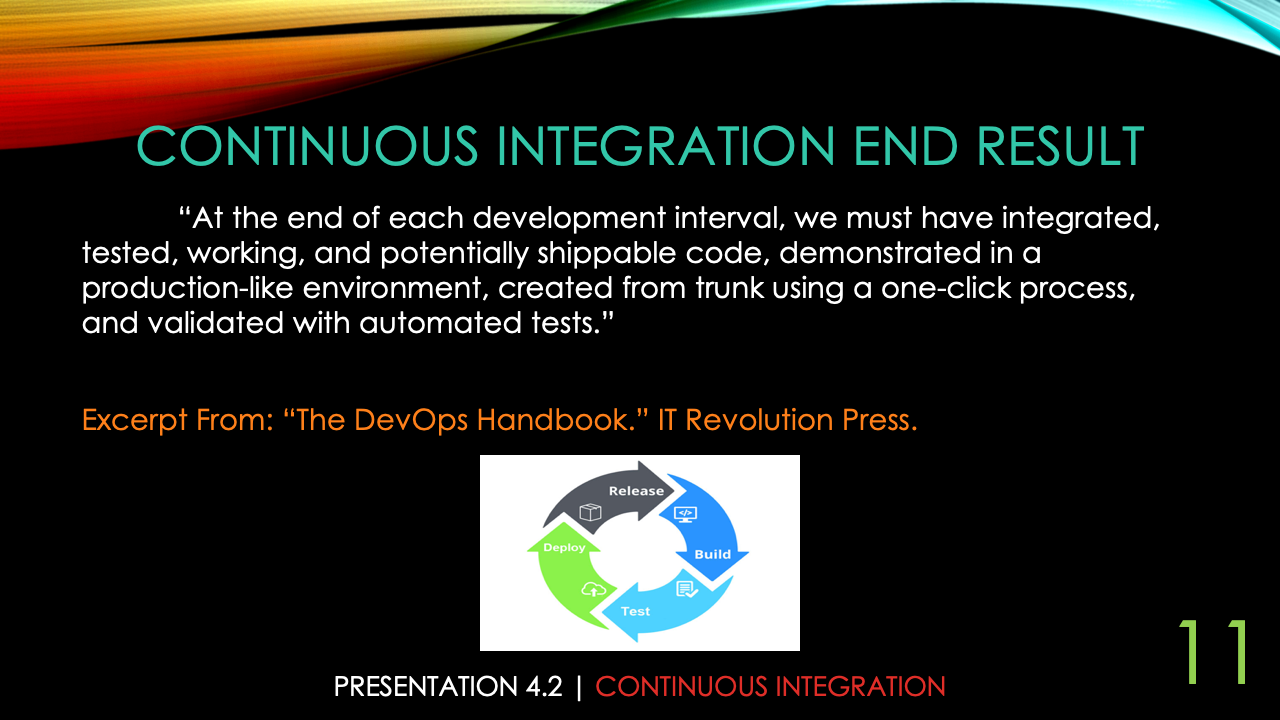 CONTINUOUS INTEGRATION END RESULT
“At the end of each development interval, we must have integrated,
tested, working, and potentially shippable code, demonstrated in a
production-like environment, created from trunk using a one-click process,
and validated with automated tests.”
Excerpt From: “The DevOps Handbook.” IT Revolution Press.
Release
Build
Test
Deploy
PRESENTATION 4.2 | CONTINUOUS INTEGRATION
11